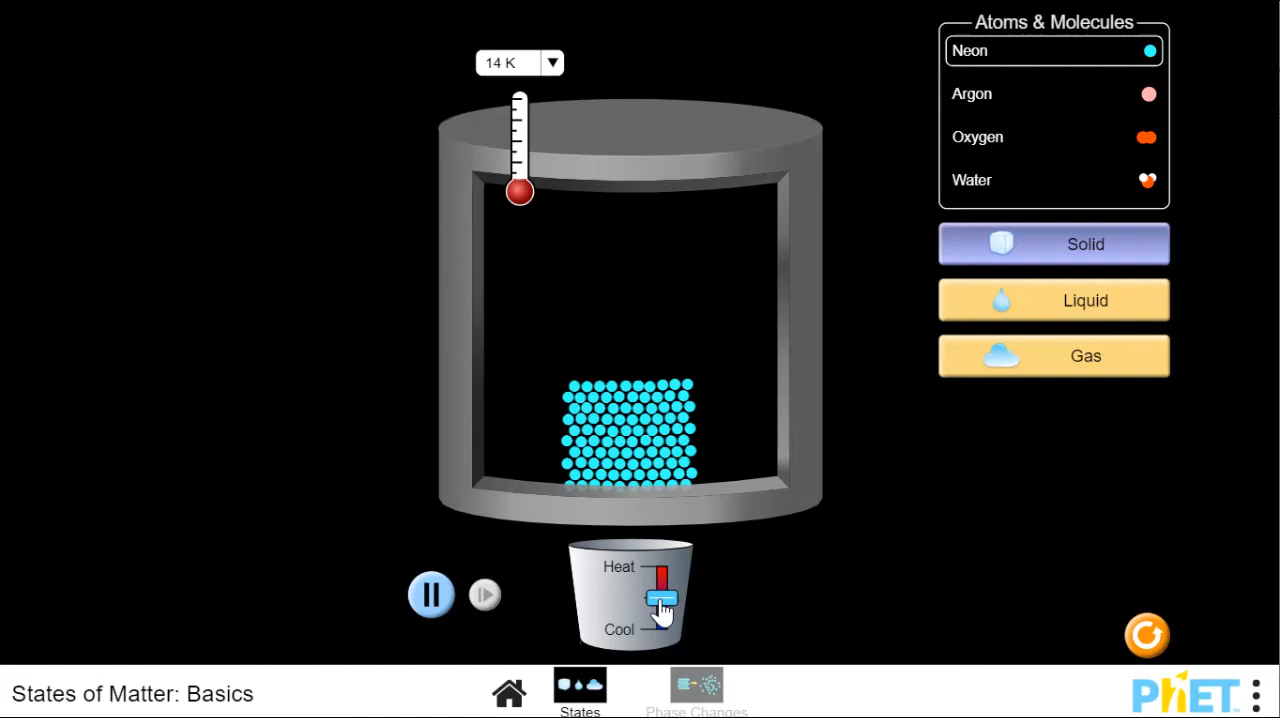 Atoms & Molecules
14 K
Neon
Argon
Oxygen
Water
Solid
Liquid
Gas
Heat
Cool
States of Matter: Basics
States
Phase Changes
PhET